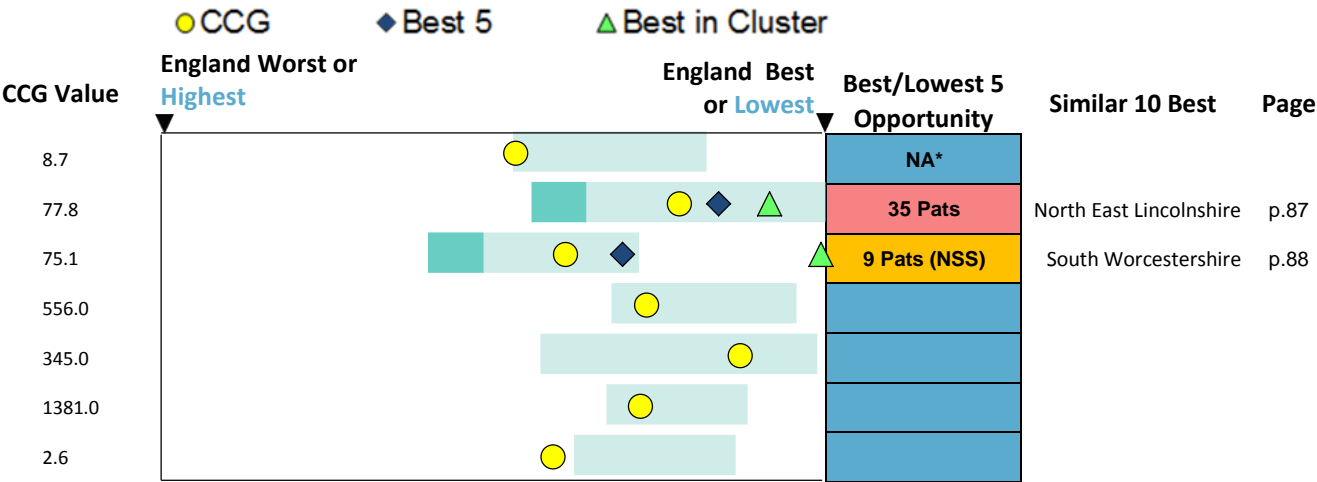 CCG Best 5 Best in Cluster
CCG Value
England Worst or
Highest
England Best
or Lowest
Best/Lowest 5
Opportunity
Similar 10 Best
Page
8.7 NA*
77.8 35 Pats North East Lincolnshire p.87
75.1 9 Pats (NSS) South Worcestershire p.88
556.0
345.0
1381.0
2.6